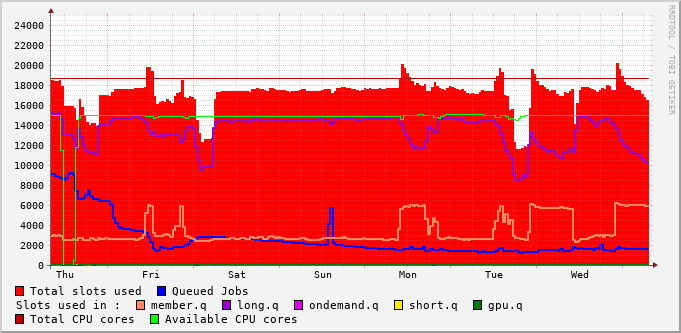 RRDTOOL / TOBI OETIKER
24000
22000
20000
18000
16000
14000
12000
10000
8000
6000
4000
2000
0
Thu Fri Sat Sun Mon Tue Wed
Total slots used Queued Jobs
Slots used in : member.q long.q ondemand.q short.q gpu.q
Total CPU cores Available CPU cores